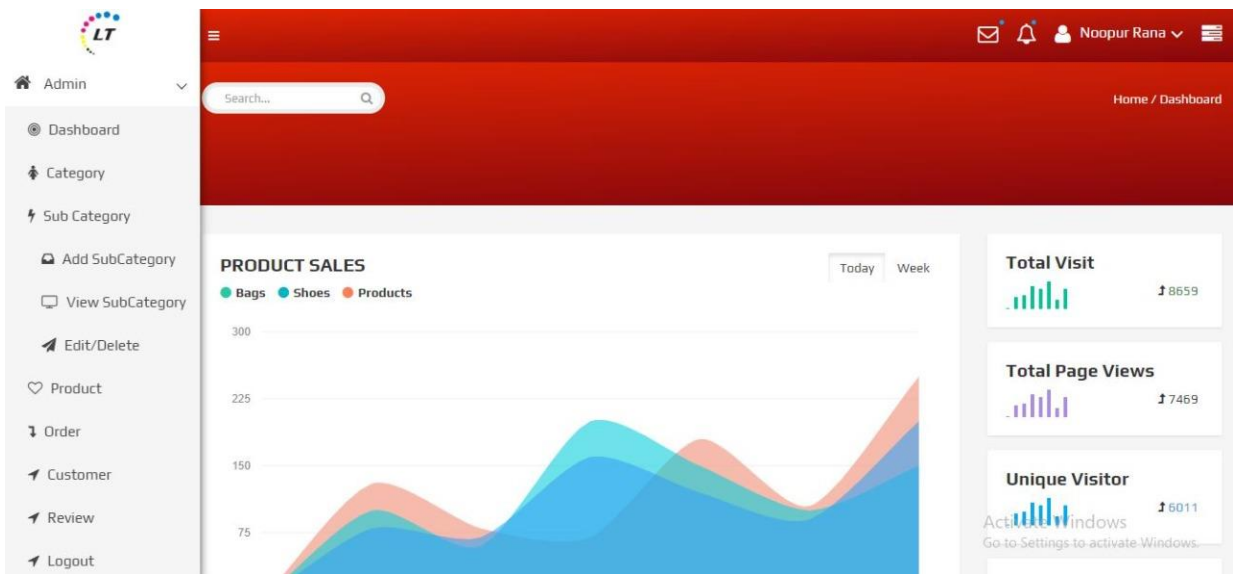 LT
Admin
Dashboard
Category
Sub Category
Add SubCategory
View SubCategory
Edit/Delete
Product
Order
Customer
Review
Logout
Noopur Rana
Search...
Home / Dashboard
PRODUCT SALES
Today Week
Bags Shoes Products
300
225
150
75
Total Visit
8659
Total Page Views
7469
Unique Visitor
6011
Activate Windows
Go to Settings to activate Windows.